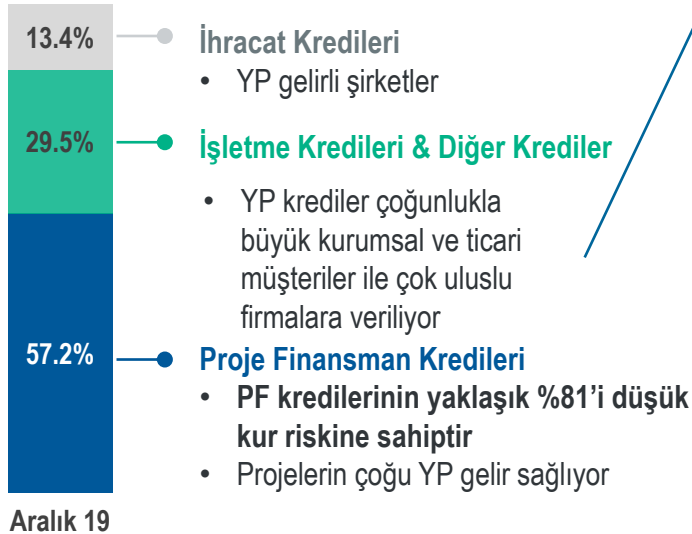 13.4%
İhracat Kredileri
• YP gelirli şirketler
29.5%
İşletme Kredileri & Diğer Krediler
• YP krediler çoğunlukla
büyük kurumsal ve ticari
müşteriler ile çok uluslu
firmalara veriliyor
57.2%
Proje Finansman Kredileri
• PF kredilerinin yaklaşık %81’i düşük
kur riskine sahiptir
• Projelerin çoğu YP gelir sağlıyor
Aralık 19